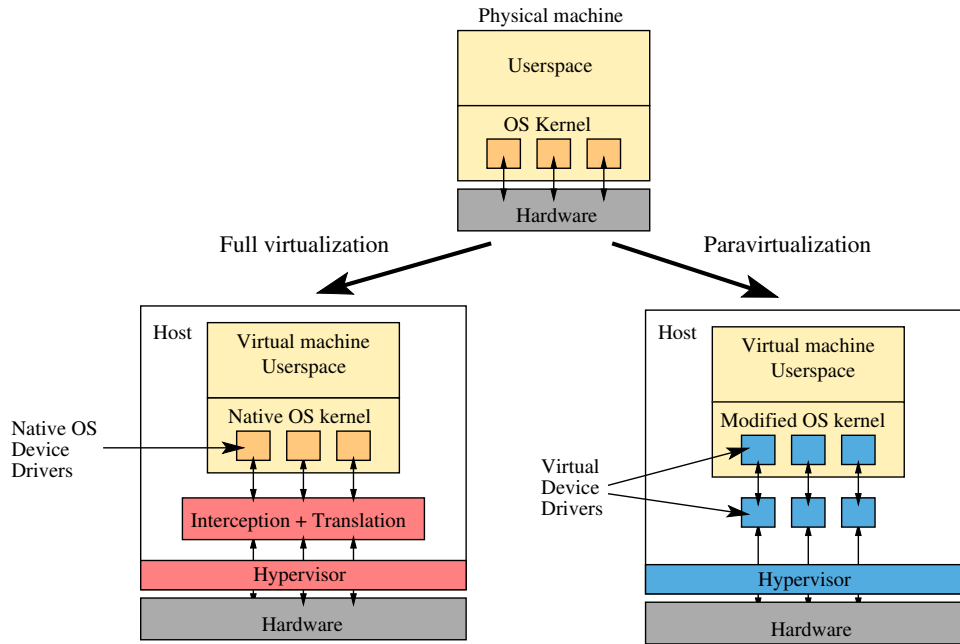 Physical machine
Userspace
OS Kernel
Hardware
Full virtualization
Paravirtualization
Host
Virtual machine
Userspace
Native OS kernel
Native OS
Device
Drivers
Interception + Translation
Hypervisor
Hardware
Host
Virtual machine
Userspace
Modified OS kernel
Virtual
Device
Drivers
Hypervisor
Hardware